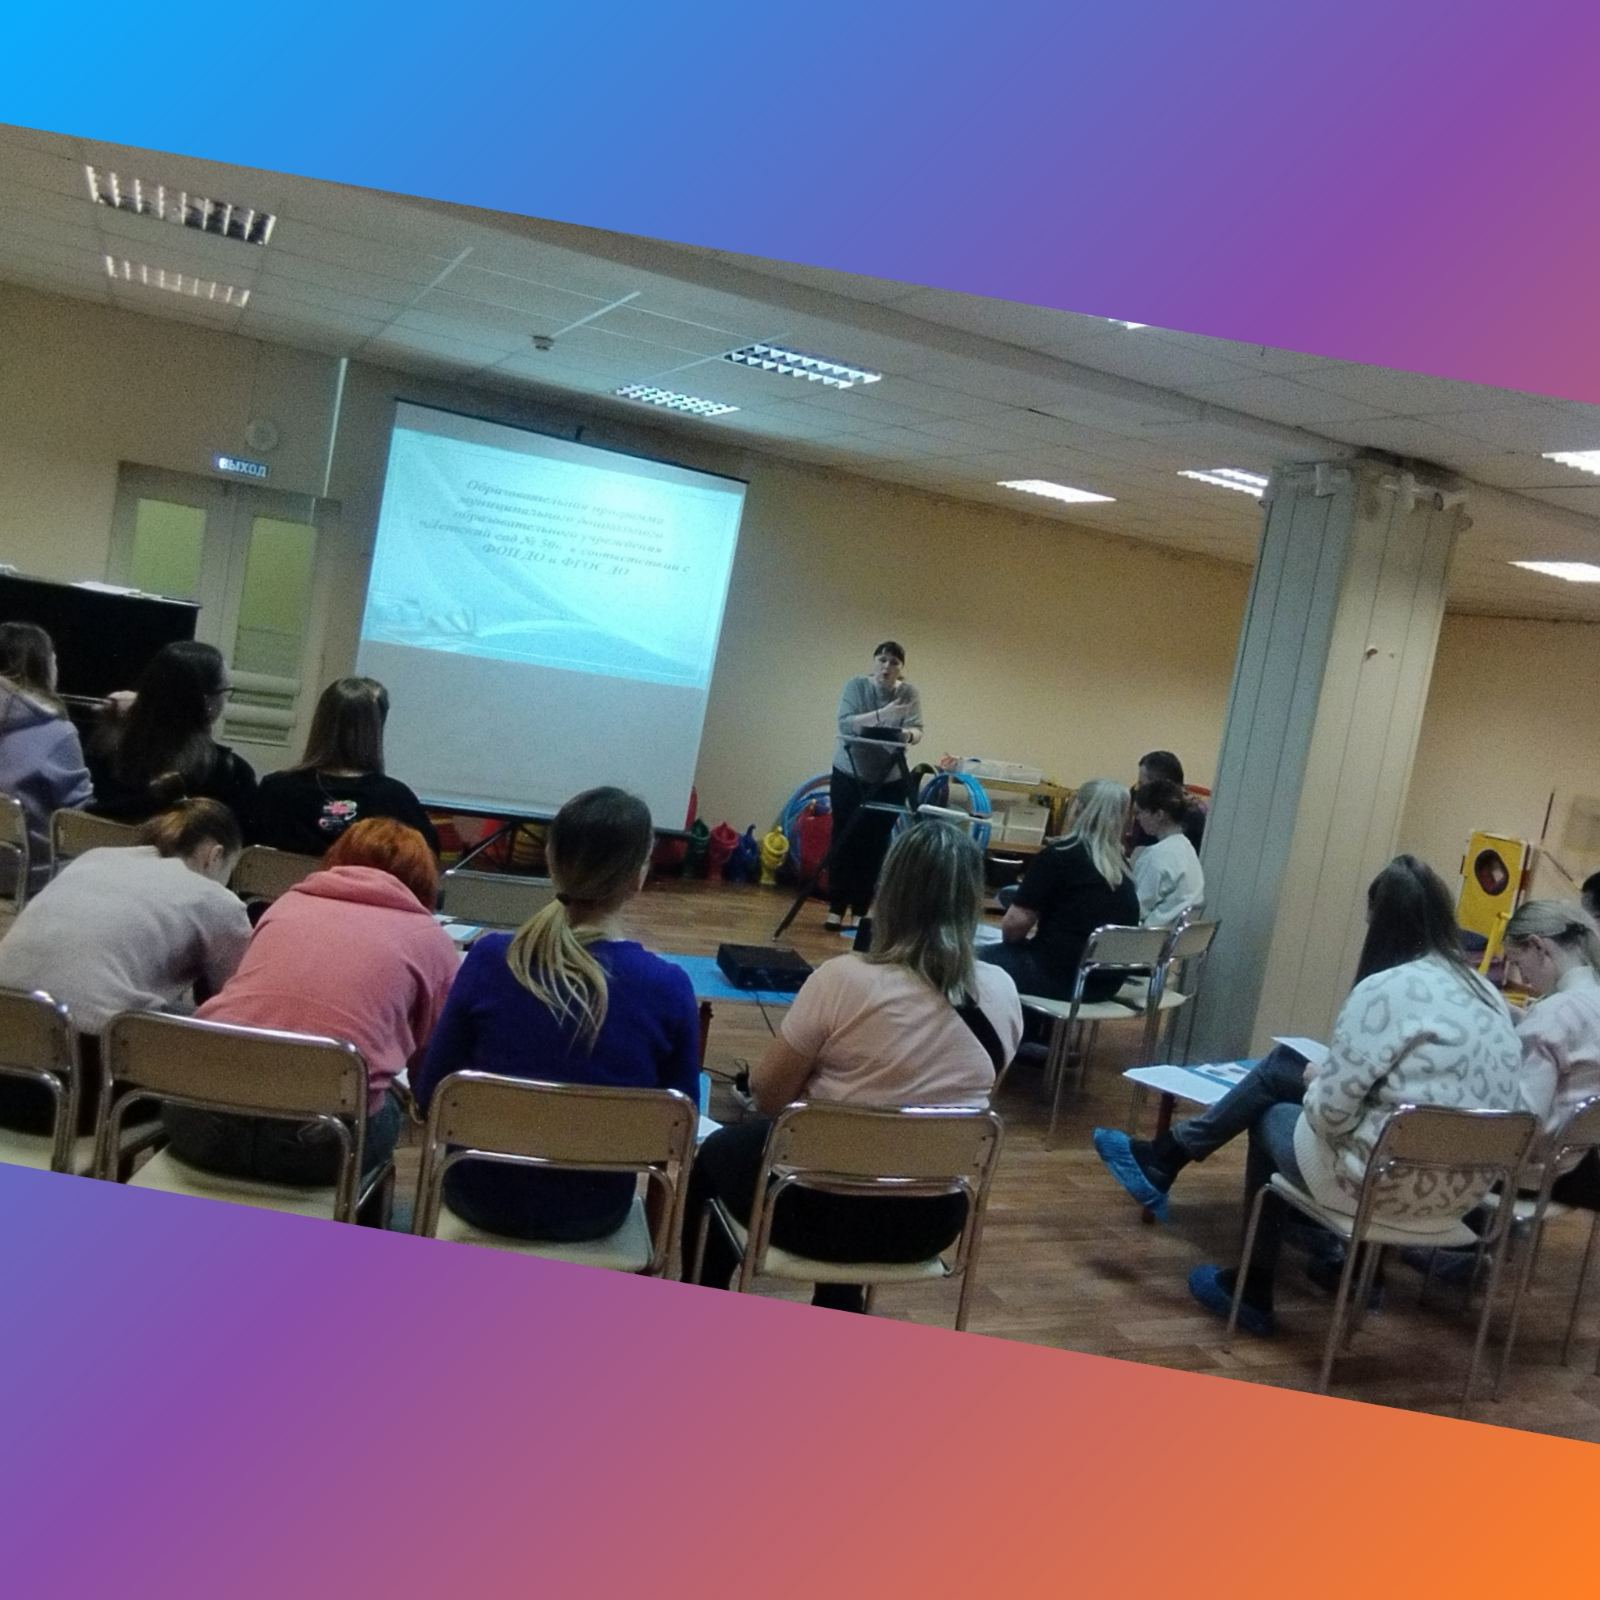 ВЫХОД
Образовательная программа
муниципального дошкольного
образовательного учреждения
«Детский сад № 50» в соответствии с
ФОП ДО и ФГОС ДО